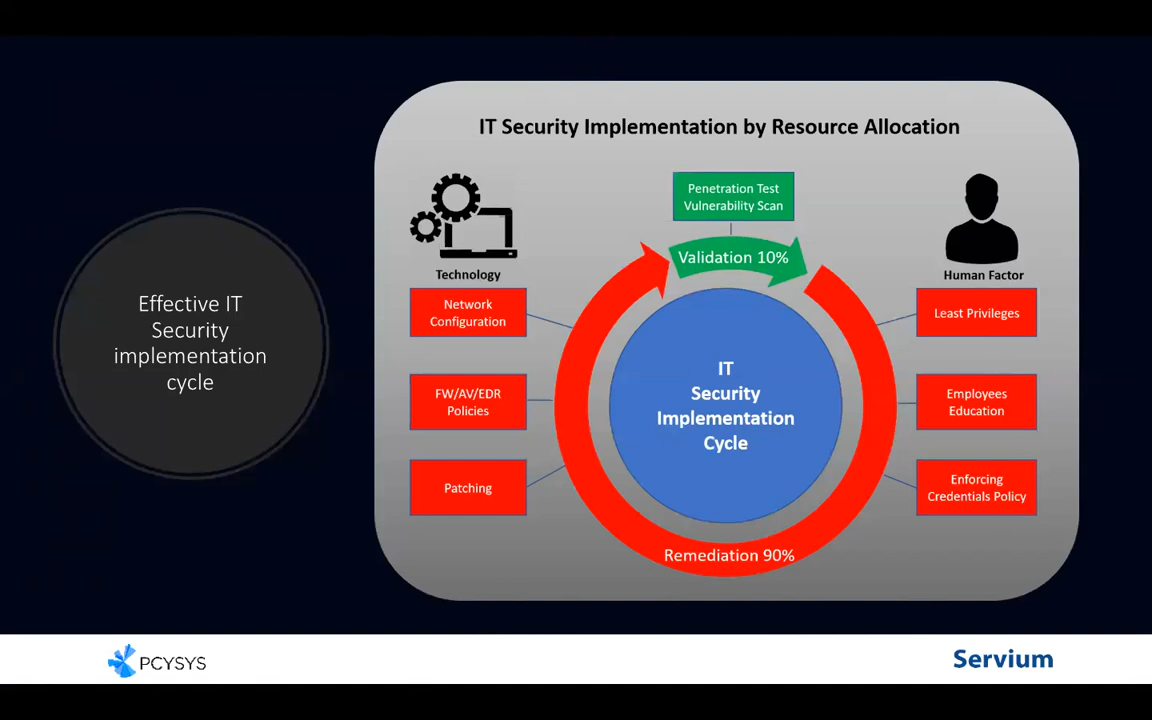 Effective IT
Security
implementation
cycle
IT Security Implementation by Resource Allocation
Technology
Network
Configuration
FW/AV/EDR
Policies
Patching
Penetration Test
Vulnerability Scan
Validation 10%
IT
Security
Implementation
Cycle
Remediation 90%
Human Factor
Least Privileges
Employees
Education
Enforcing
Credentials Policy
PCYSYS
Servium